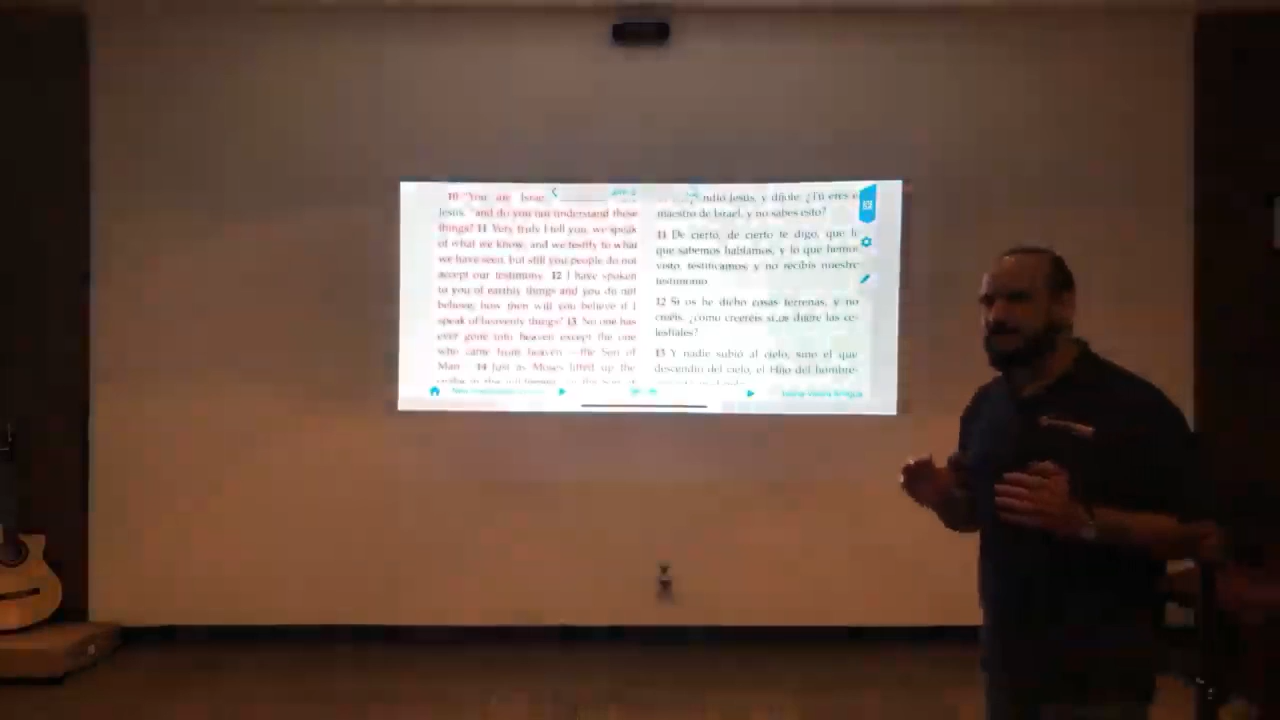 10 "You are Israe
Jesus, "and do you not understand these
things? 11 Very truly I tell you, we speak
of what we know, and we testify to what
we have seen, but still you people do not
accept our testimony. 12 I have spoken
to you of earthly things and you do not
believe; how then will you believe if I
speak of heavenly things? 13 No one has
ever gone into heaven except the one
who came from heaven—the Son of
Man. 14 Just as Moses lifted up the
ndió Jesús, y díjole: ¿Tú eres e
maestro de Israel, y no sabes esto?
11 De cierto, de cierto te digo, que l
que sabemos hablamos, y lo que hemos
visto, testificamos; y no recibís nuestro
testimonio.
12 Si os he dicho cosas terrenas, y no
creéis, ¿cómo creeréis si os dijere las ce-
lestiales?
13 Y nadie subió al cielo, sino el que
descendió del cielo, el Hijo del hombre,
New International
Reina Valera Antigua